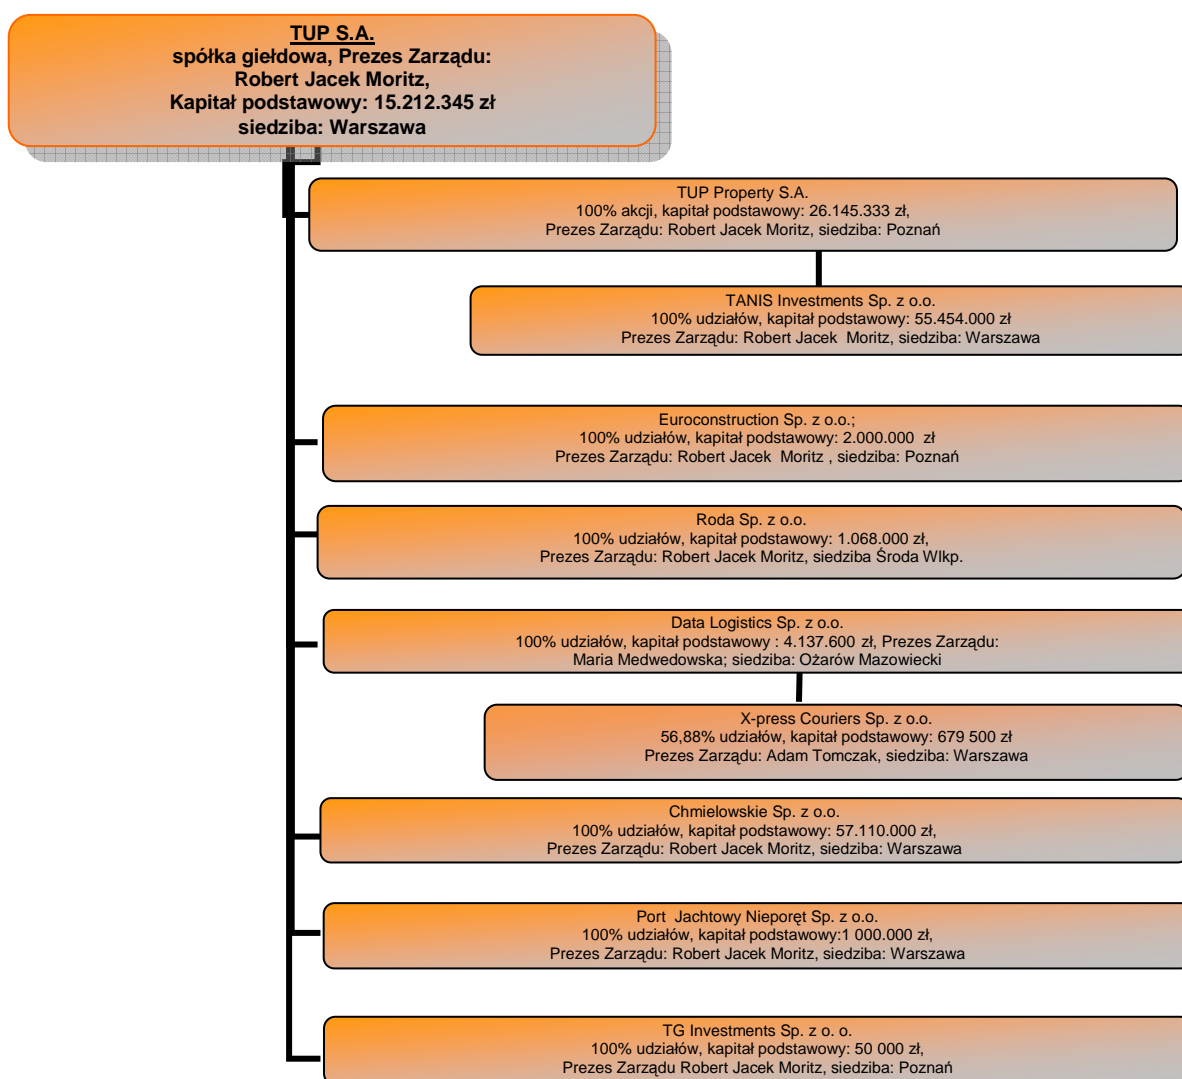 TUP S.A.
spółka giełdowa, Prezes Zarządu:
Robert Jacek Moritz,
Kapitał podstawowy: 15.212.345 zł
siedziba: Warszawa
TUP Property S.A.
100% akcji, kapitał podstawowy: 26.145.333 zł,
Prezes Zarządu: Robert Jacek Moritz, siedziba: Poznań
TANIS Investments Sp. z o.o.
100% udziałów, kapitał podstawowy: 55.454.000 zł
Prezes Zarządu: Robert Jacek Moritz, siedziba: Warszawa
Euroconstruction Sp. z o.o.;
100% udziałów, kapitał podstawowy: 2.000.000 zł
Prezes Zarządu: Robert Jacek Moritz , siedziba: Poznań
Roda Sp. z o.o.
100% udziałów, kapitał podstawowy: 1.068.000 zł,
Prezes Zarządu: Robert Jacek Moritz, siedziba Środa Wlkp.
Data Logistics Sp. z o.o.
100% udziałów, kapitał podstawowy : 4.137.600 zł, Prezes Zarządu:
Maria Medwedowska; siedziba: Ożarów Mazowiecki
X-press Couriers Sp. z o.o.
56,88% udziałów, kapitał podstawowy: 679 500 zł
Prezes Zarządu: Adam Tomczak, siedziba: Warszawa
Chmielowskie Sp. z o.o.
100% udziałów, kapitał podstawowy: 57.110.000 zł,
Prezes Zarządu: Robert Jacek Moritz, siedziba: Warszawa
Port Jachtowy Nieporęt Sp. z o.o.
100% udziałów, kapitał podstawowy:1 000.000 zł,
Prezes Zarządu: Robert Jacek Moritz, siedziba: Warszawa
TG Investments Sp. z o. o.
100% udziałów, kapitał podstawowy: 50 000 zł,
Prezes Zarządu Robert Jacek Moritz, siedziba: Poznań